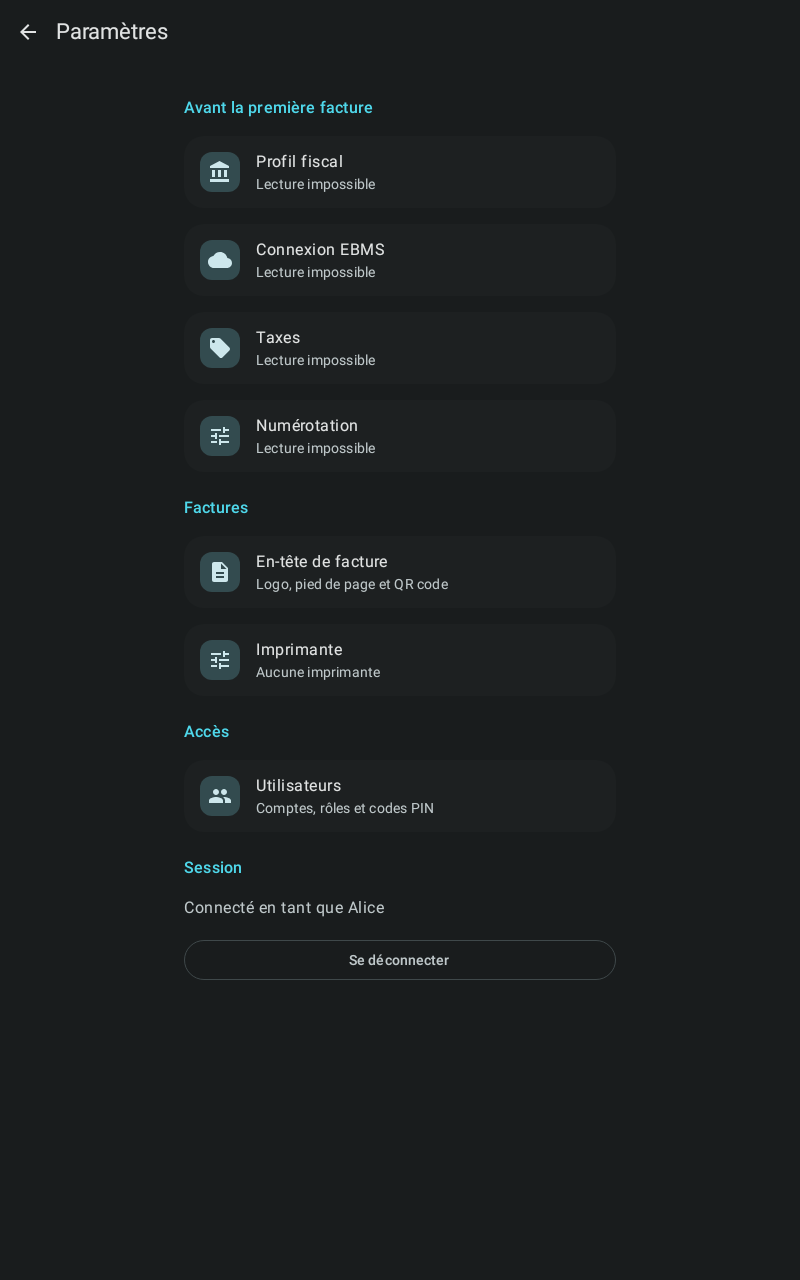 Paramètres
Avant la première facture
Profil fiscal
Lecture impossible
Connexion EBMS
Lecture impossible
Taxes
Lecture impossible
Numérotation
Lecture impossible
Factures
En-tête de facture
Logo, pied de page et QR code
Imprimante
Aucune imprimante
Accès
Utilisateurs
Comptes, rôles et codes PIN
Session
Connecté en tant que Alice
Se déconnecter